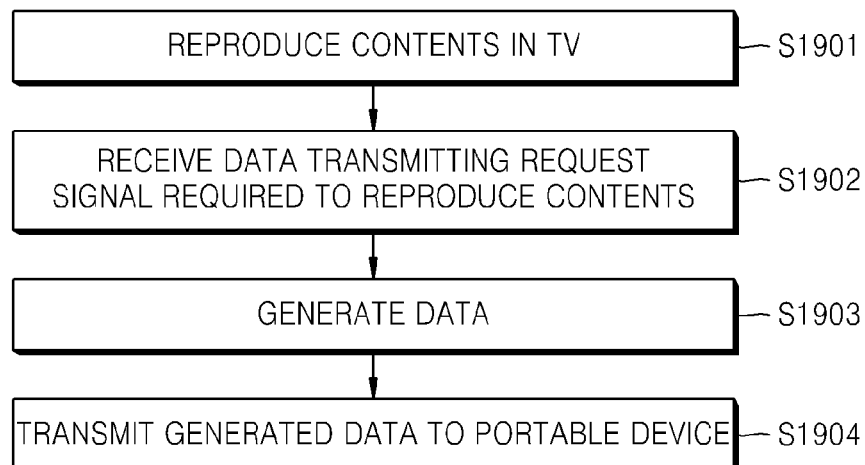 REPRODUCE CONTENTS IN TV
S1901
RECEIVE DATA TRANSMITTING REQUEST
SIGNAL REQUIRED TO REPRODUCE CONTENTS
S1902
GENERATE DATA
S1903
TRANSMIT GENERATED DATA TO PORTABLE DEVICE
S1904